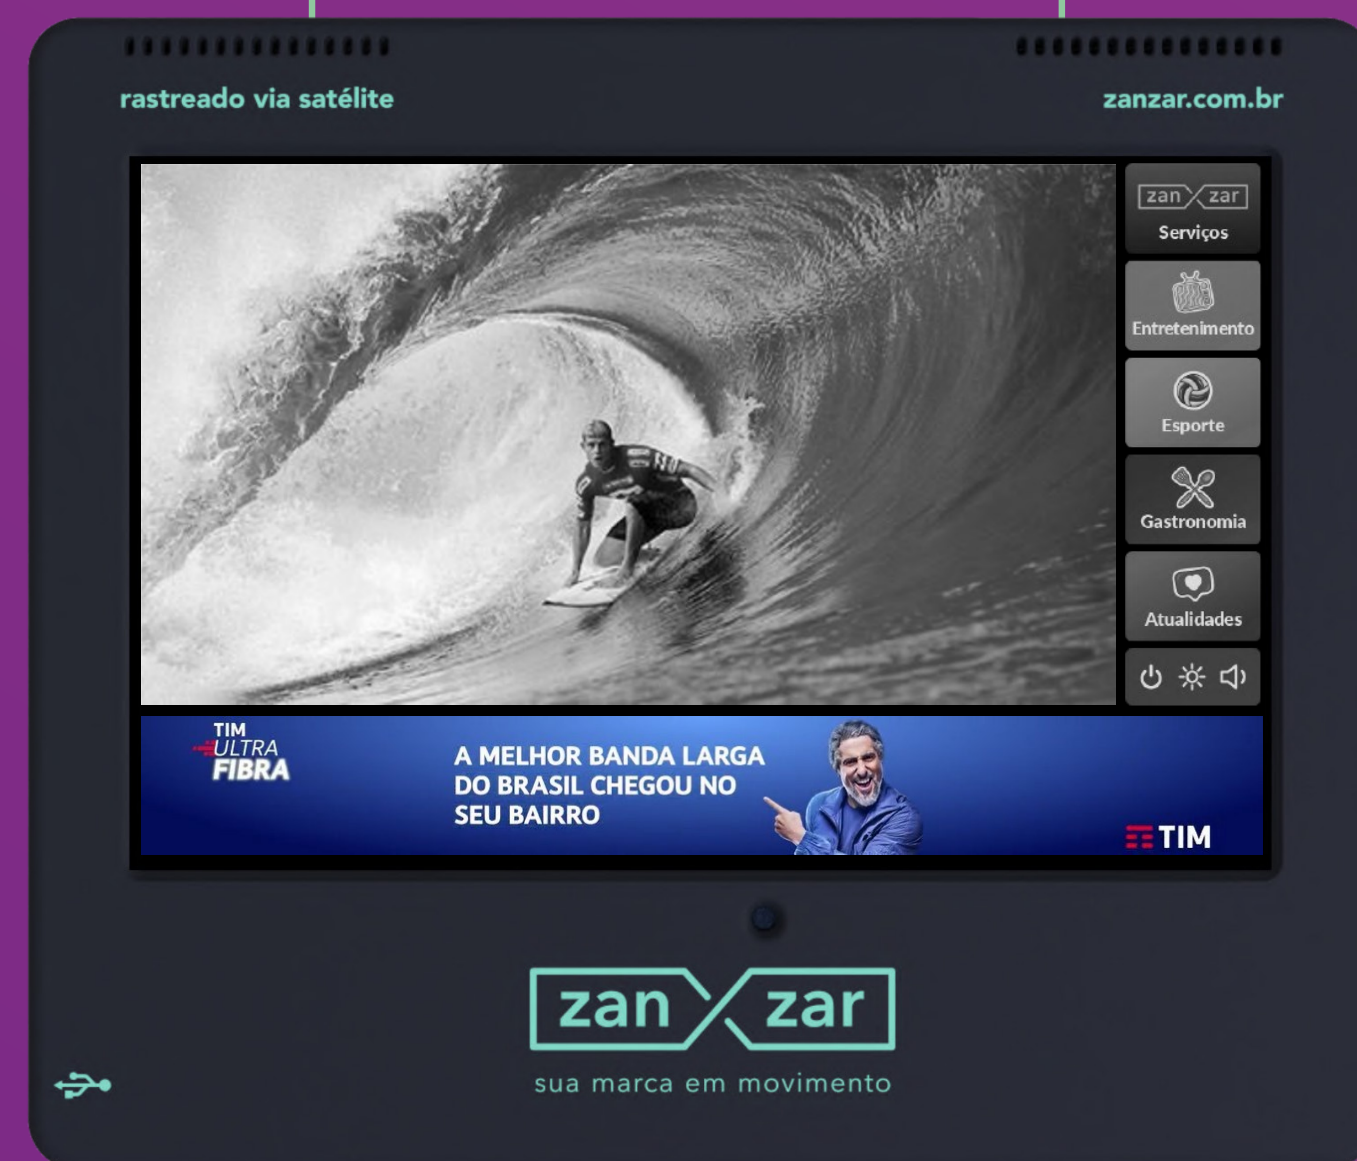 rastreado via satélite
zanzar.com.br
zan zar
Serviços
Entretenimento
Esporte
Gastronomia
Atualidades
TIM
ULTRA
FIBRA
A MELHOR BANDA LARGA
DO BRASIL CHEGOU NO
SEU BAIRRO
TIM
zan zar
sua marca em movimento